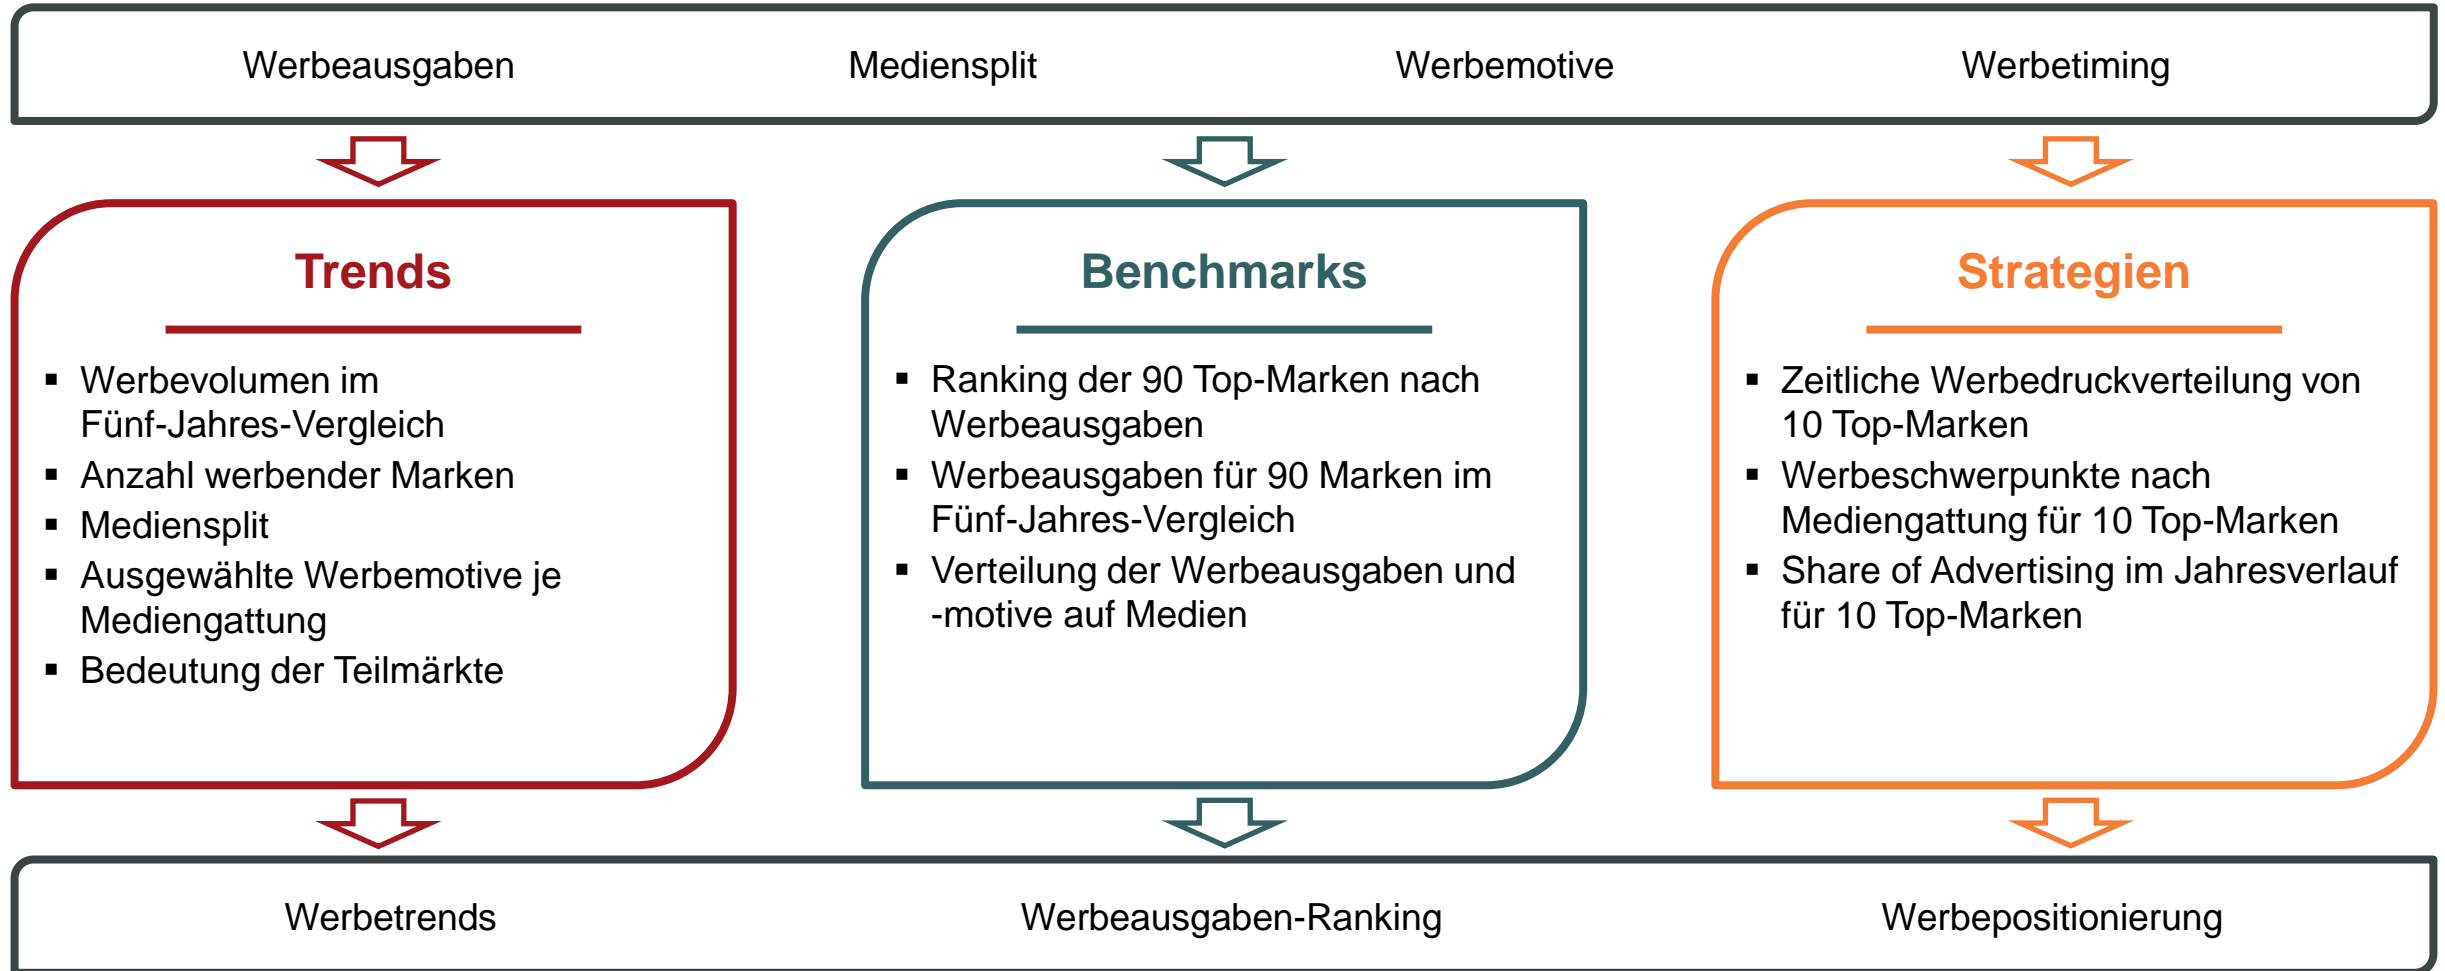 Werbeausgaben Mediensplit Werbemotive Werbetiming
Trends
▪ Werbevolumen im
Fünf-Jahres-Vergleich
▪ Anzahl werbender Marken
▪ Mediensplit
▪ Ausgewählte Werbemotive je
Mediengattung
▪ Bedeutung der Teilmärkte
Benchmarks
▪ Ranking der 90 Top-Marken nach
Werbeausgaben
▪ Werbeausgaben für 90 Marken im
Fünf-Jahres-Vergleich
▪ Verteilung der Werbeausgaben und
-motive auf Medien
Strategien
▪ Zeitliche Werbedruckverteilung von
10 Top-Marken
▪ Werbeschwerpunkte nach
Mediengattung für 10 Top-Marken
▪ Share of Advertising im Jahresverlauf
für 10 Top-Marken
Werbetrends Werbeausgaben-Ranking Werbepositionierung